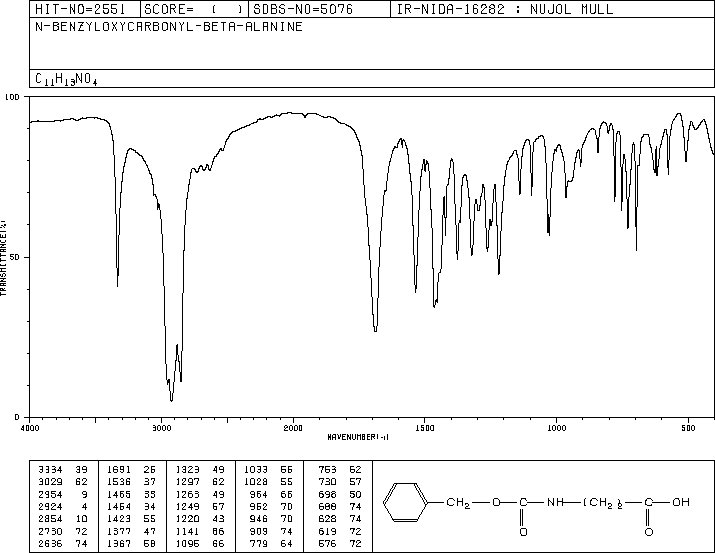 HIT-NO=2551 SCORE= ( ) SDBS-NO=5076 IR-NIDA-16282 : NUJOL MULL
N-BENZYLOXYCARBONYL-BETA-ALANINE
C11H13NO4
100
50
0
TRANSMITTANCE(%)
4000 3000 2000 1500 1000 500
WAVENUMBER(-1)
3334 39 1691 25 1323 49 1033 55 753 62
3029 62 1536 37 1297 62 1028 55 730 57
2954 9 1465 33 1263 49 964 66 698 50
2924 4 1454 34 1249 57 952 70 688 74
2854 10 1423 55 1220 43 946 70 628 74
2730 72 1377 47 1141 66 909 74 619 72
2636 74 1367 58 1095 66 779 64 576 72
CH2 O C NH (CH2)2 C OH
O O